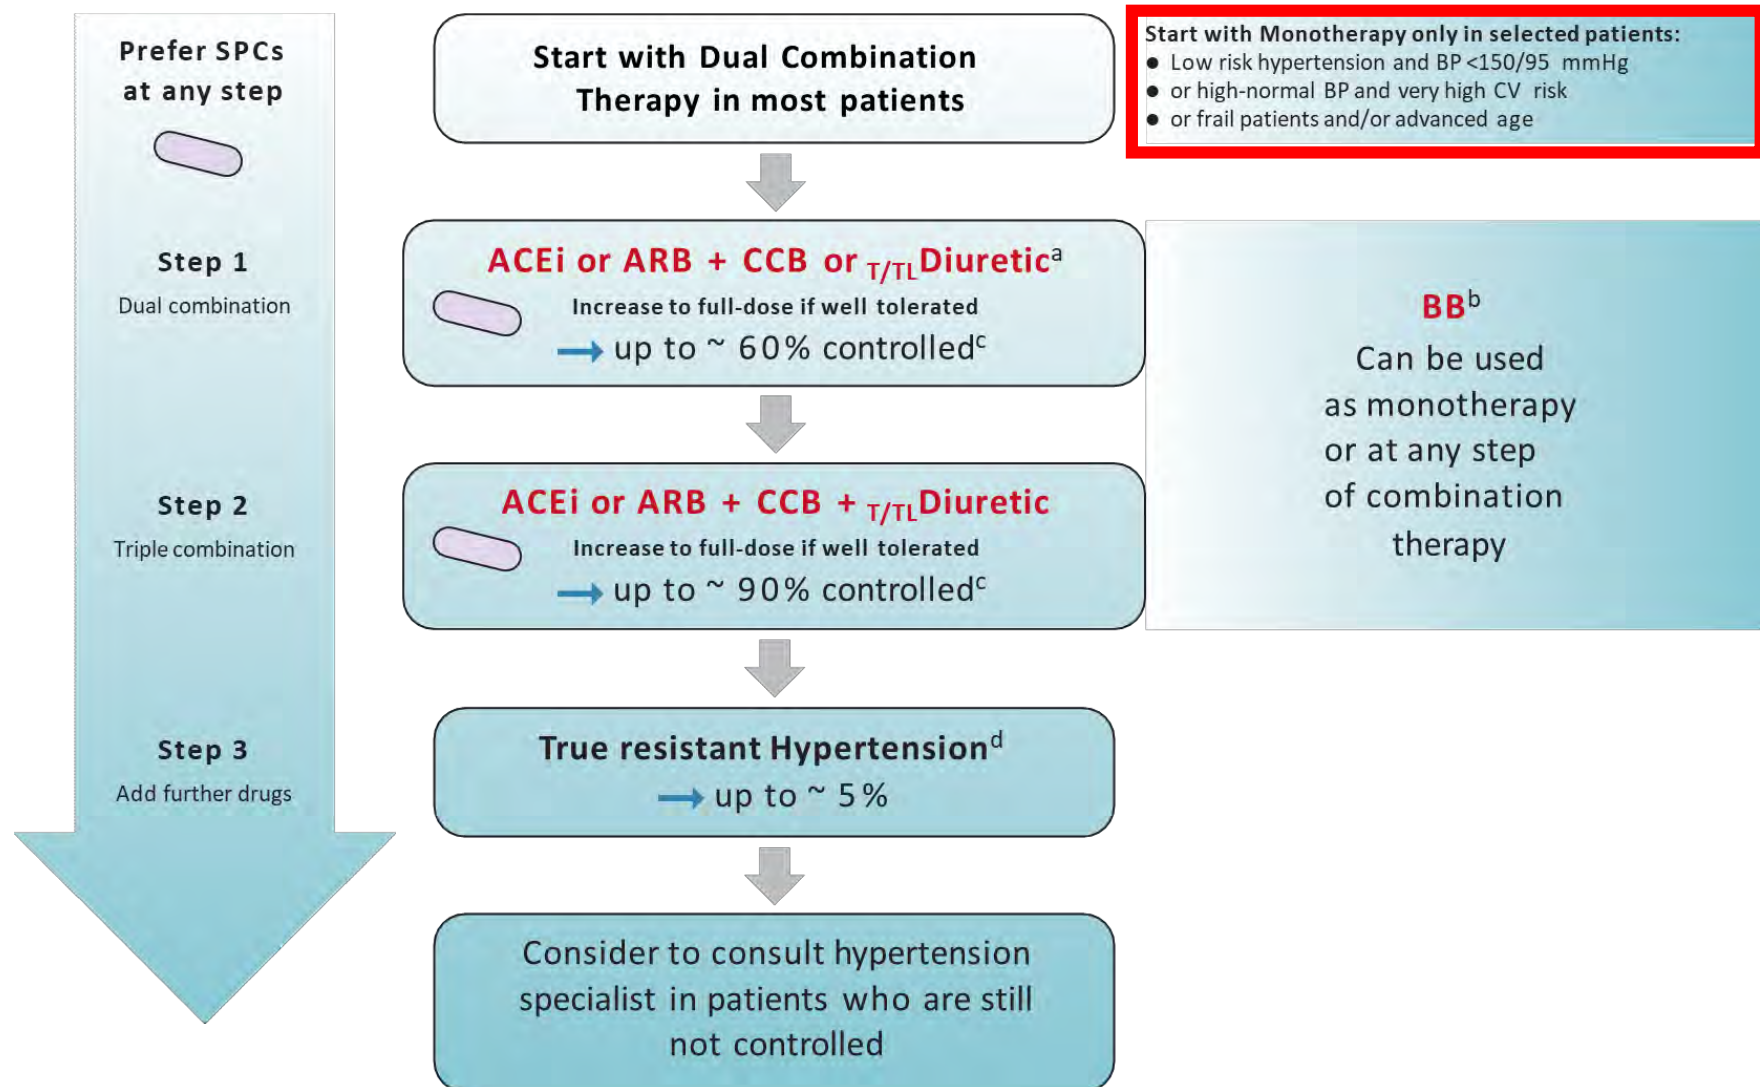 Prefer SPCs
at any step
Start with Dual Combination
Therapy in most patients
Start with Monotherapy only in selected patients:
● Low risk hypertension and BP <150/95 mmHg
● or high-normal BP and very high CV risk
● or frail patients and/or advanced age
Step 1
Dual combination
ACEi or ARB + CCB or T/TLDiuretica
Increase to full-dose if well tolerated
→ up to ~ 60% controlledc
BBb
Can be used
as monotherapy
or at any step
of combination
therapy
Step 2
Triple combination
ACEi or ARB + CCB + T/TLDiuretic
Increase to full-dose if well tolerated
→ up to ~ 90% controlledc
Step 3
Add further drugs
True resistant Hypertensiond
→ up to ~ 5%
Consider to consult hypertension
specialist in patients who are still
not controlled